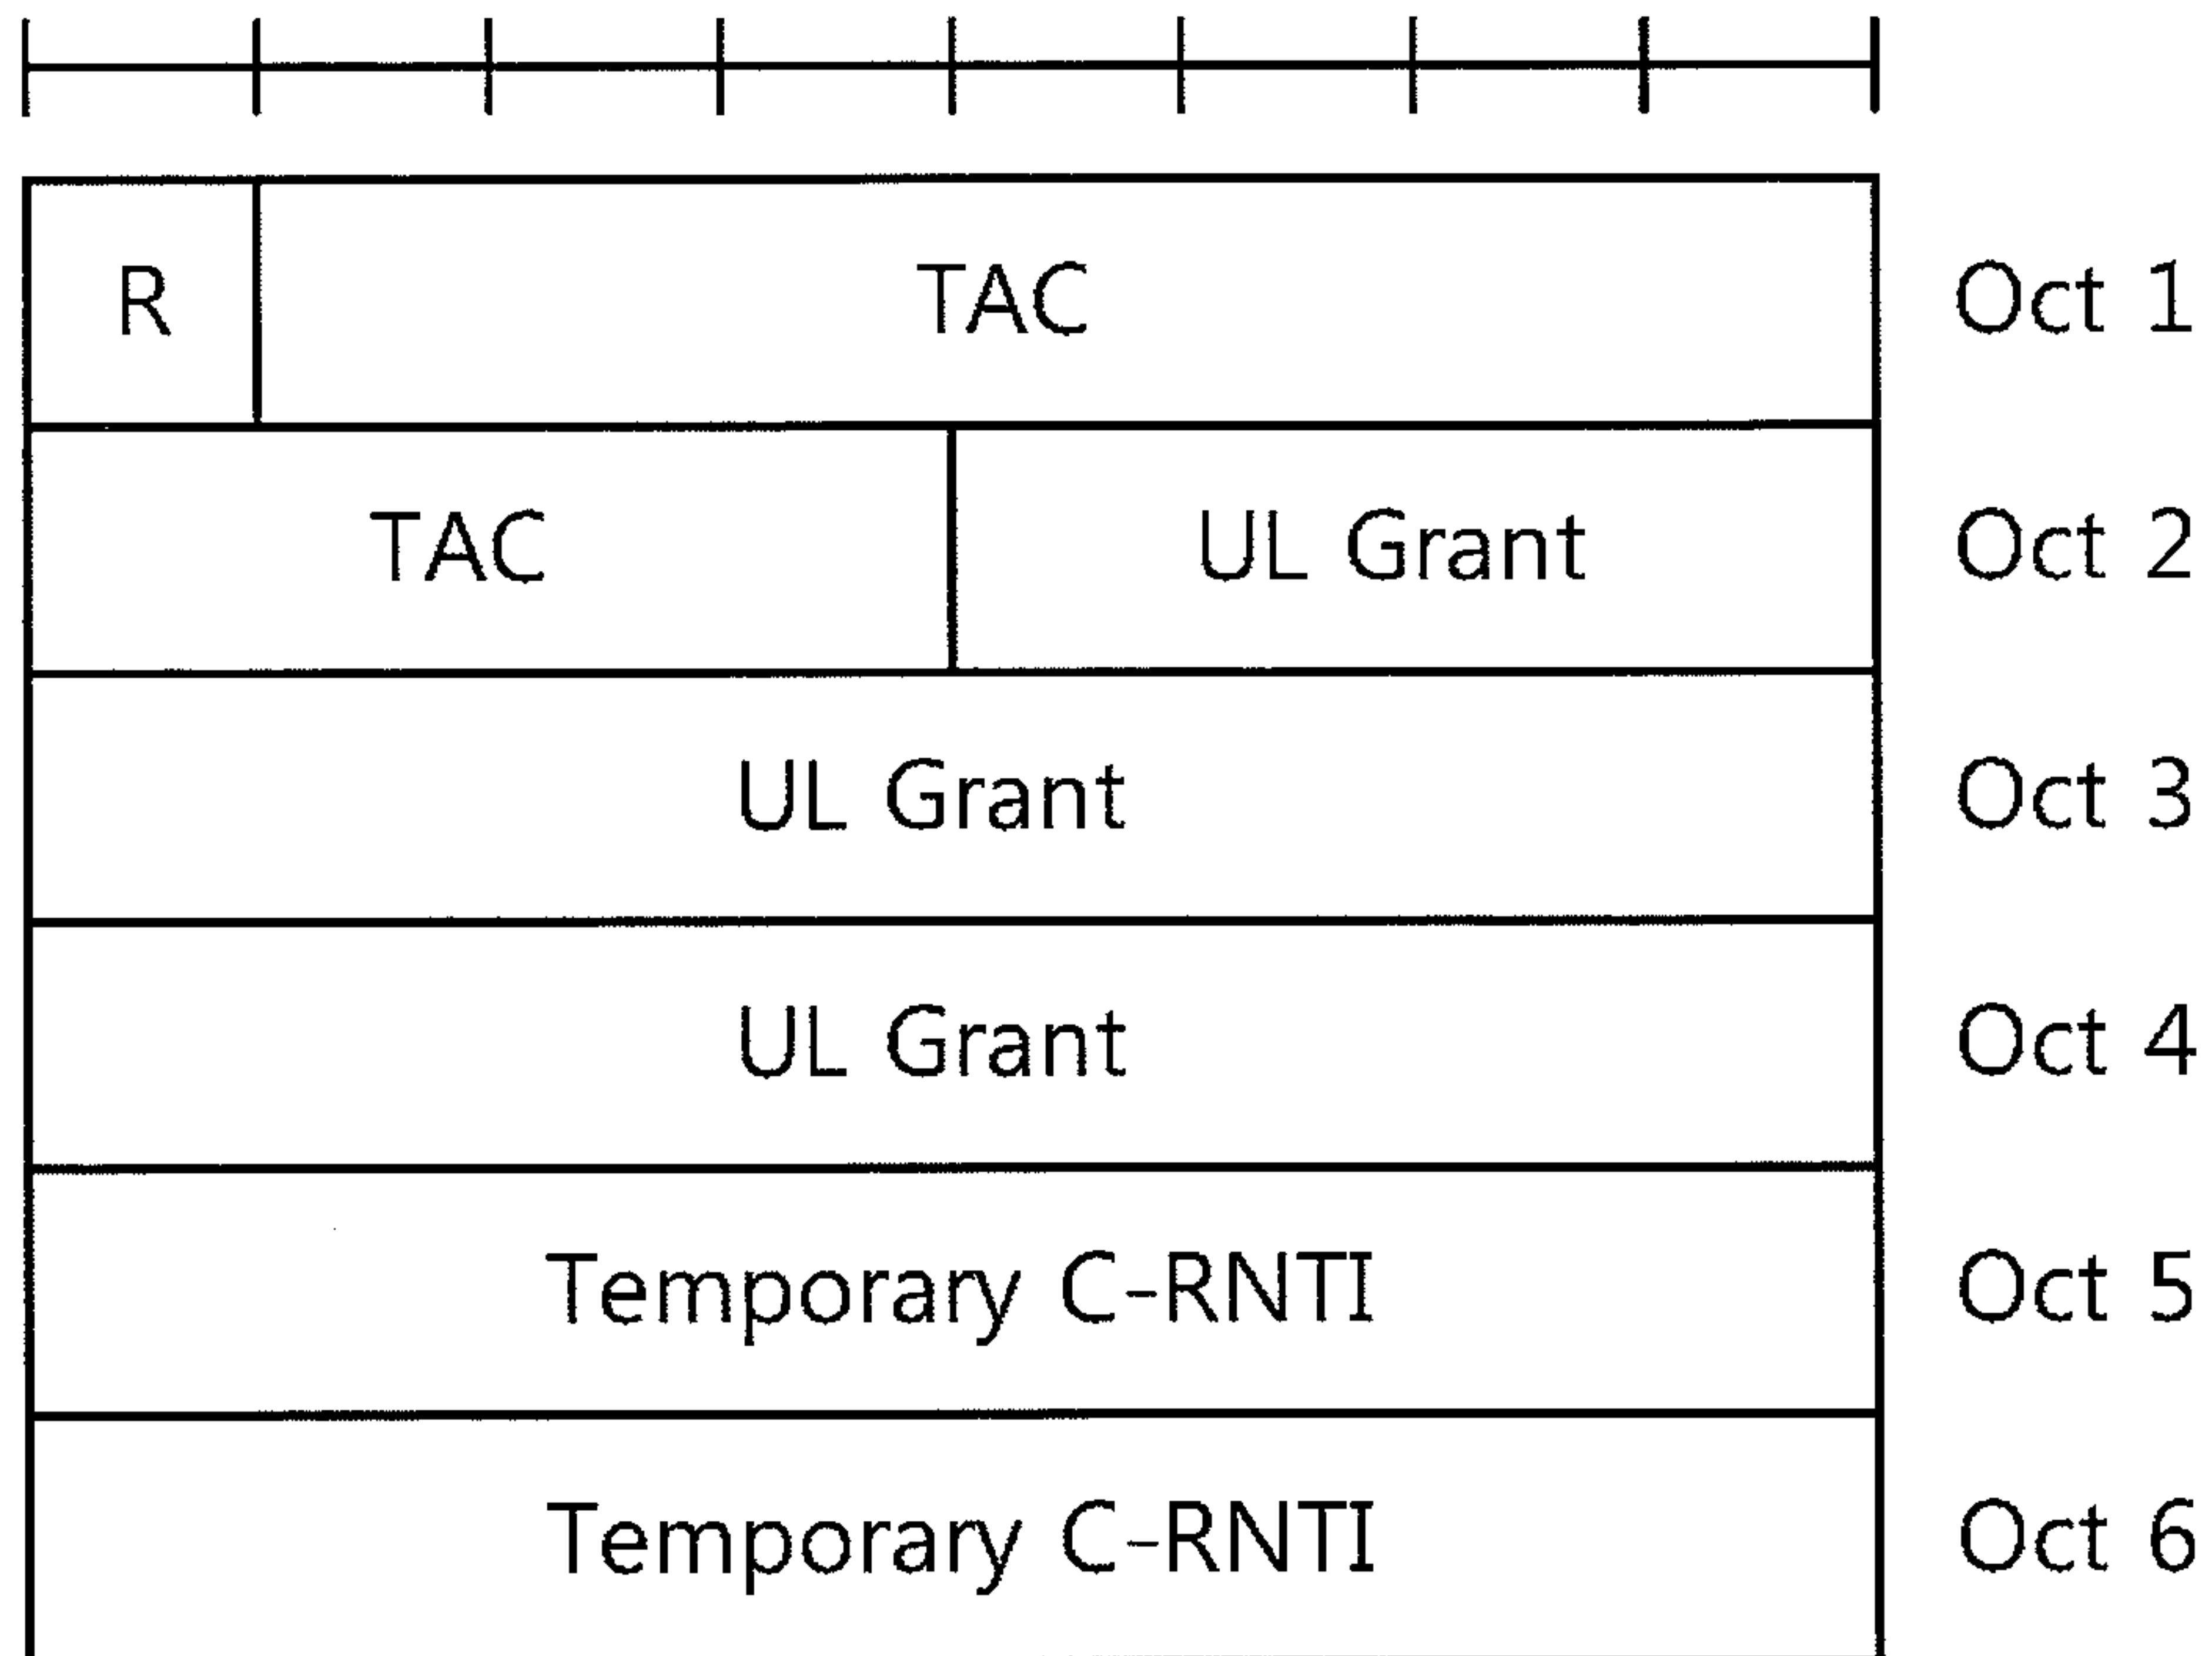 R TAC Oct 1
TAC UL Grant Oct 2
UL Grant Oct 3
UL Grant Oct 4
Temporary C-RNTI Oct 5
Temporary C-RNTI Oct 6